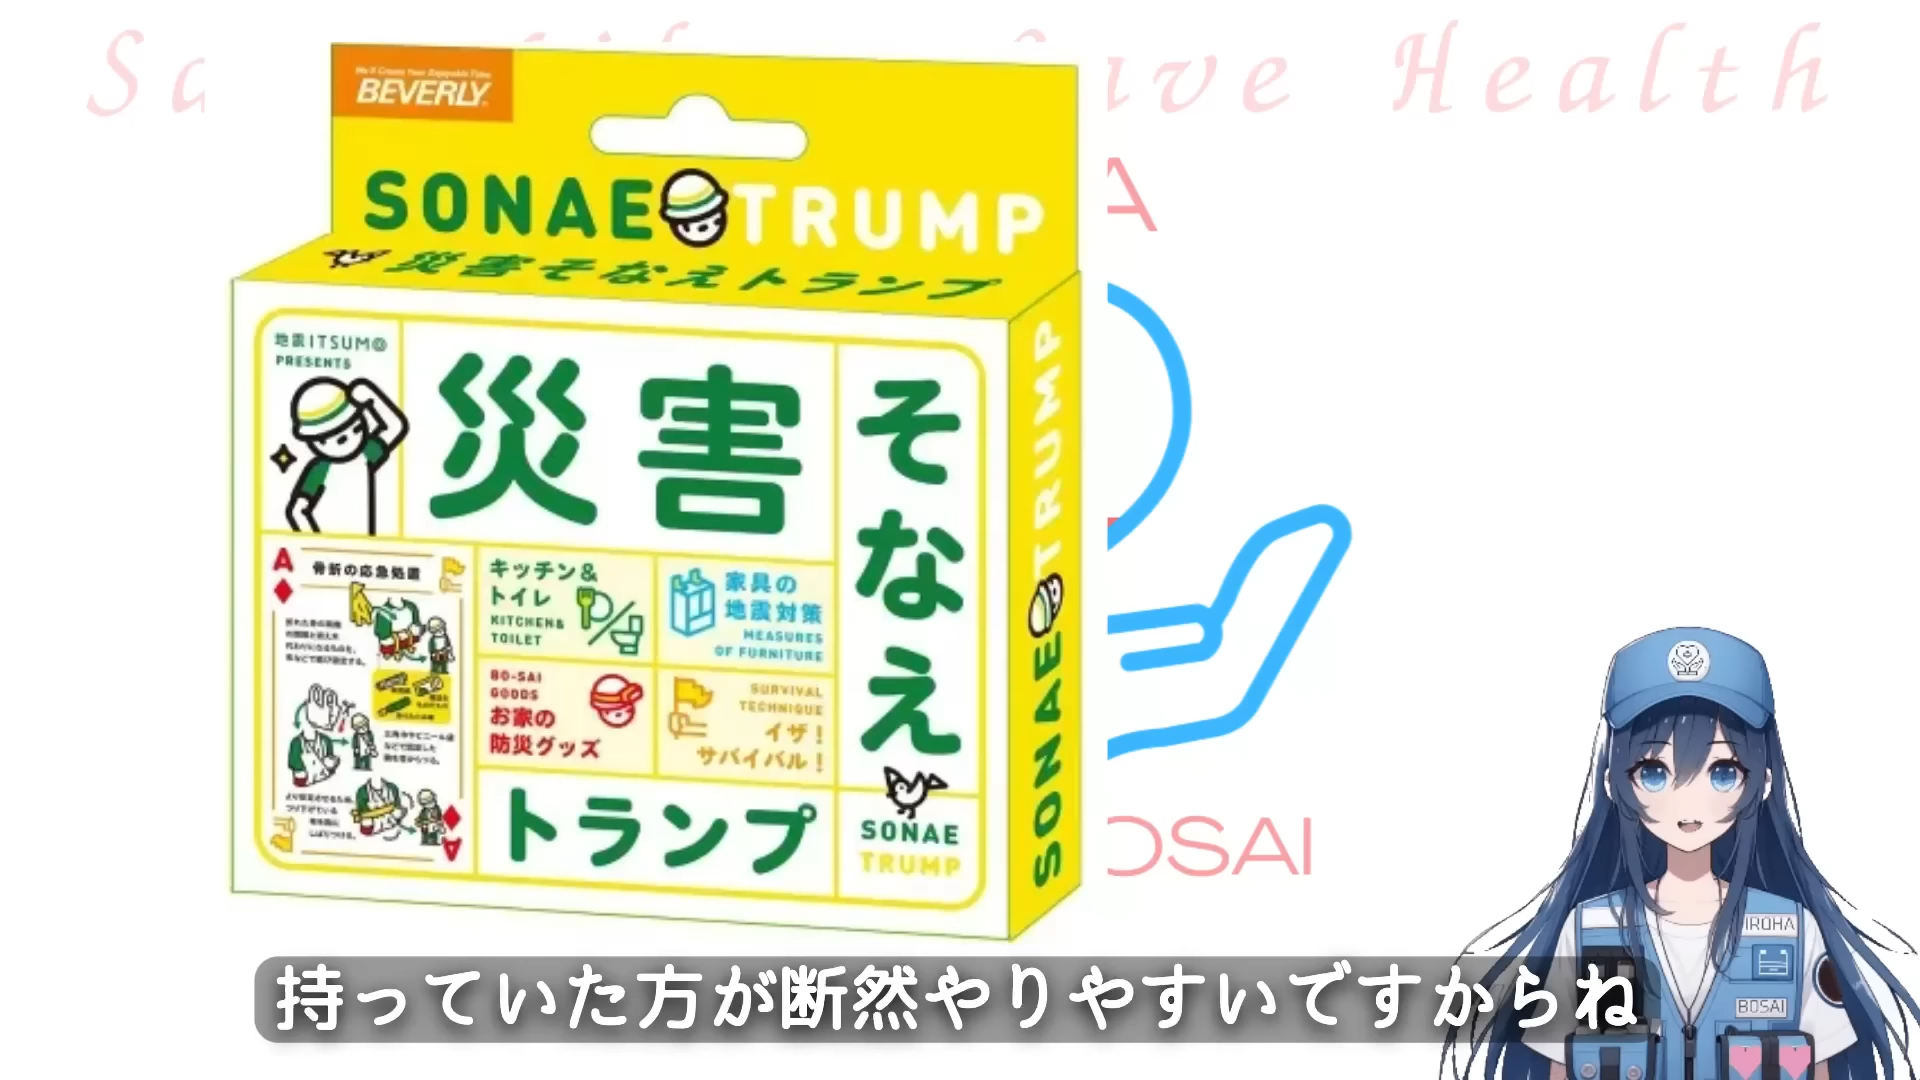 Health
BEVERLY
SONAE TRUMP
災害そなえトランプ
地震ITSUMO
PRESENTS
災害
そなえ
トランプ
A
骨折の応急処置
A
キッチン&
トイレ
KITCHEN&
TOILET
家具の
地震対策
MEASURES
OF FURNITURE
BO-SAI
GOODS
お家の
防災グッズ
SURVIVAL
TECHNIQUE
イザ!
サバイバル!
SONAE
TRUMP
SONAE TRUMP
A
OSAI
IROHA
BOSAI
持っていた方が断然やりやすいですからね